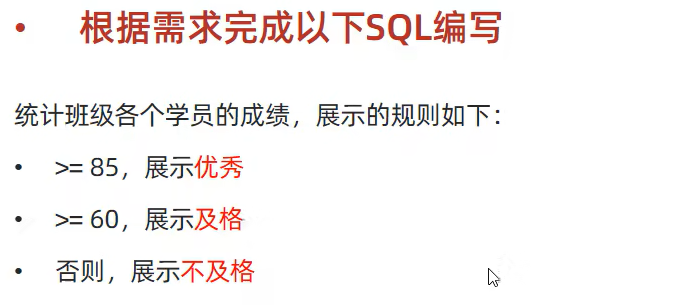 • 根据需求完成以下SQL编写
统计班级各个学员的成绩，展示的规则如下：
• >= 85，展示优秀
• >= 60，展示及格
• 否则，展示不及格